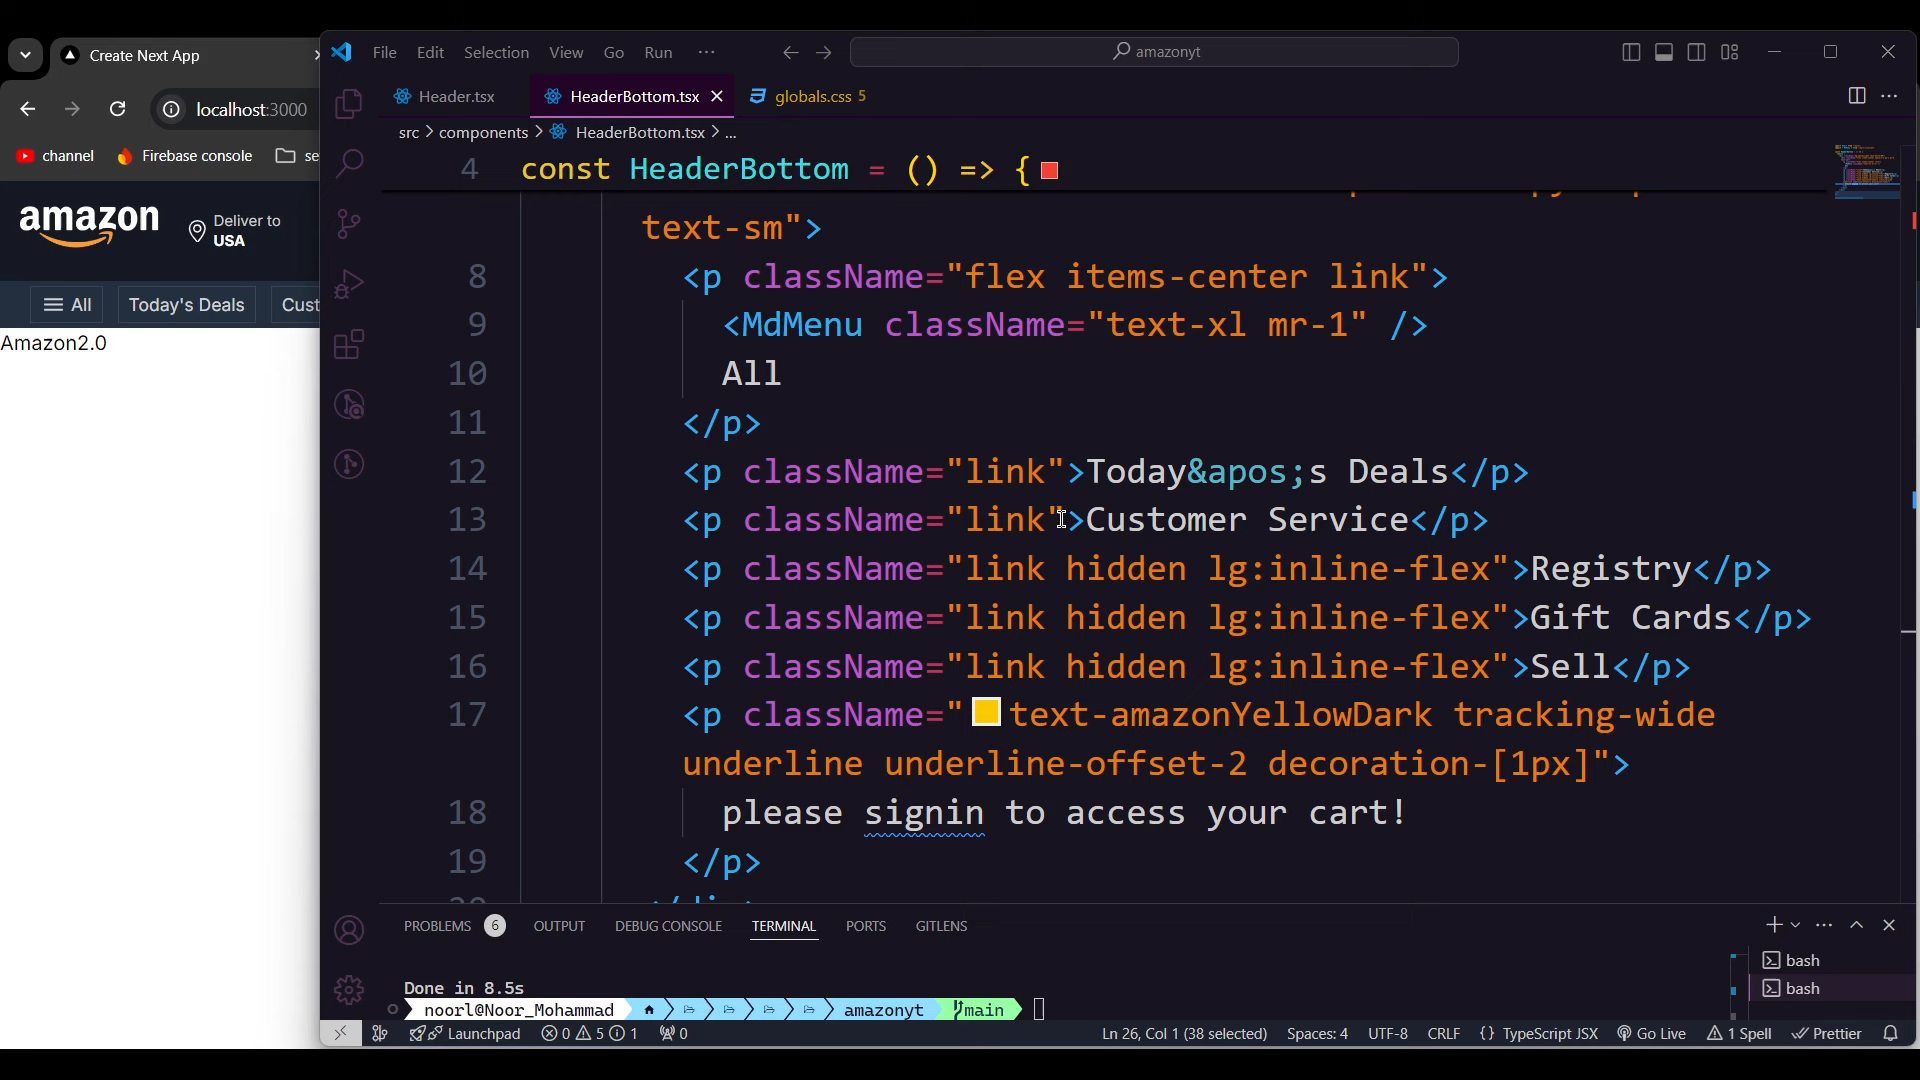 Create Next App
localhost:3000
channel
Firebase console
se
amazon
Deliver to
USA
All
Today's Deals
Cust
Amazon2.0
File Edit Selection View Go Run ···
amazonyt
Header.tsx
HeaderBottom.tsx
globals.css 5
src > components > HeaderBottom.tsx > ...
4 const HeaderBottom = () => {
text-sm">
8 <p className="flex items-center link">
9 <MdMenu className="text-xl mr-1" />
10 All
11 </p>
12 <p className="link">Today&apos;s Deals</p>
13 <p className="link">Customer Service</p>
14 <p className="link hidden lg:inline-flex">Registry</p>
15 <p className="link hidden lg:inline-flex">Gift Cards</p>
16 <p className="link hidden lg:inline-flex">Sell</p>
17 <p className="text-amazonYellowDark tracking-wide
underline underline-offset-2 decoration-[1px]">
18 please signin to access your cart!
19 </p>
PROBLEMS 6 OUTPUT DEBUG CONSOLE TERMINAL PORTS GITLENS
bash
bash
Done in 8.5s
noorl@Noor_Mohammad amazonyt main
Launchpad 0 5 1 0 Ln 26, Col 1 (38 selected) Spaces: 4 UTF-8 CRLF {} TypeScript JSX Go Live 1 Spell Prettier